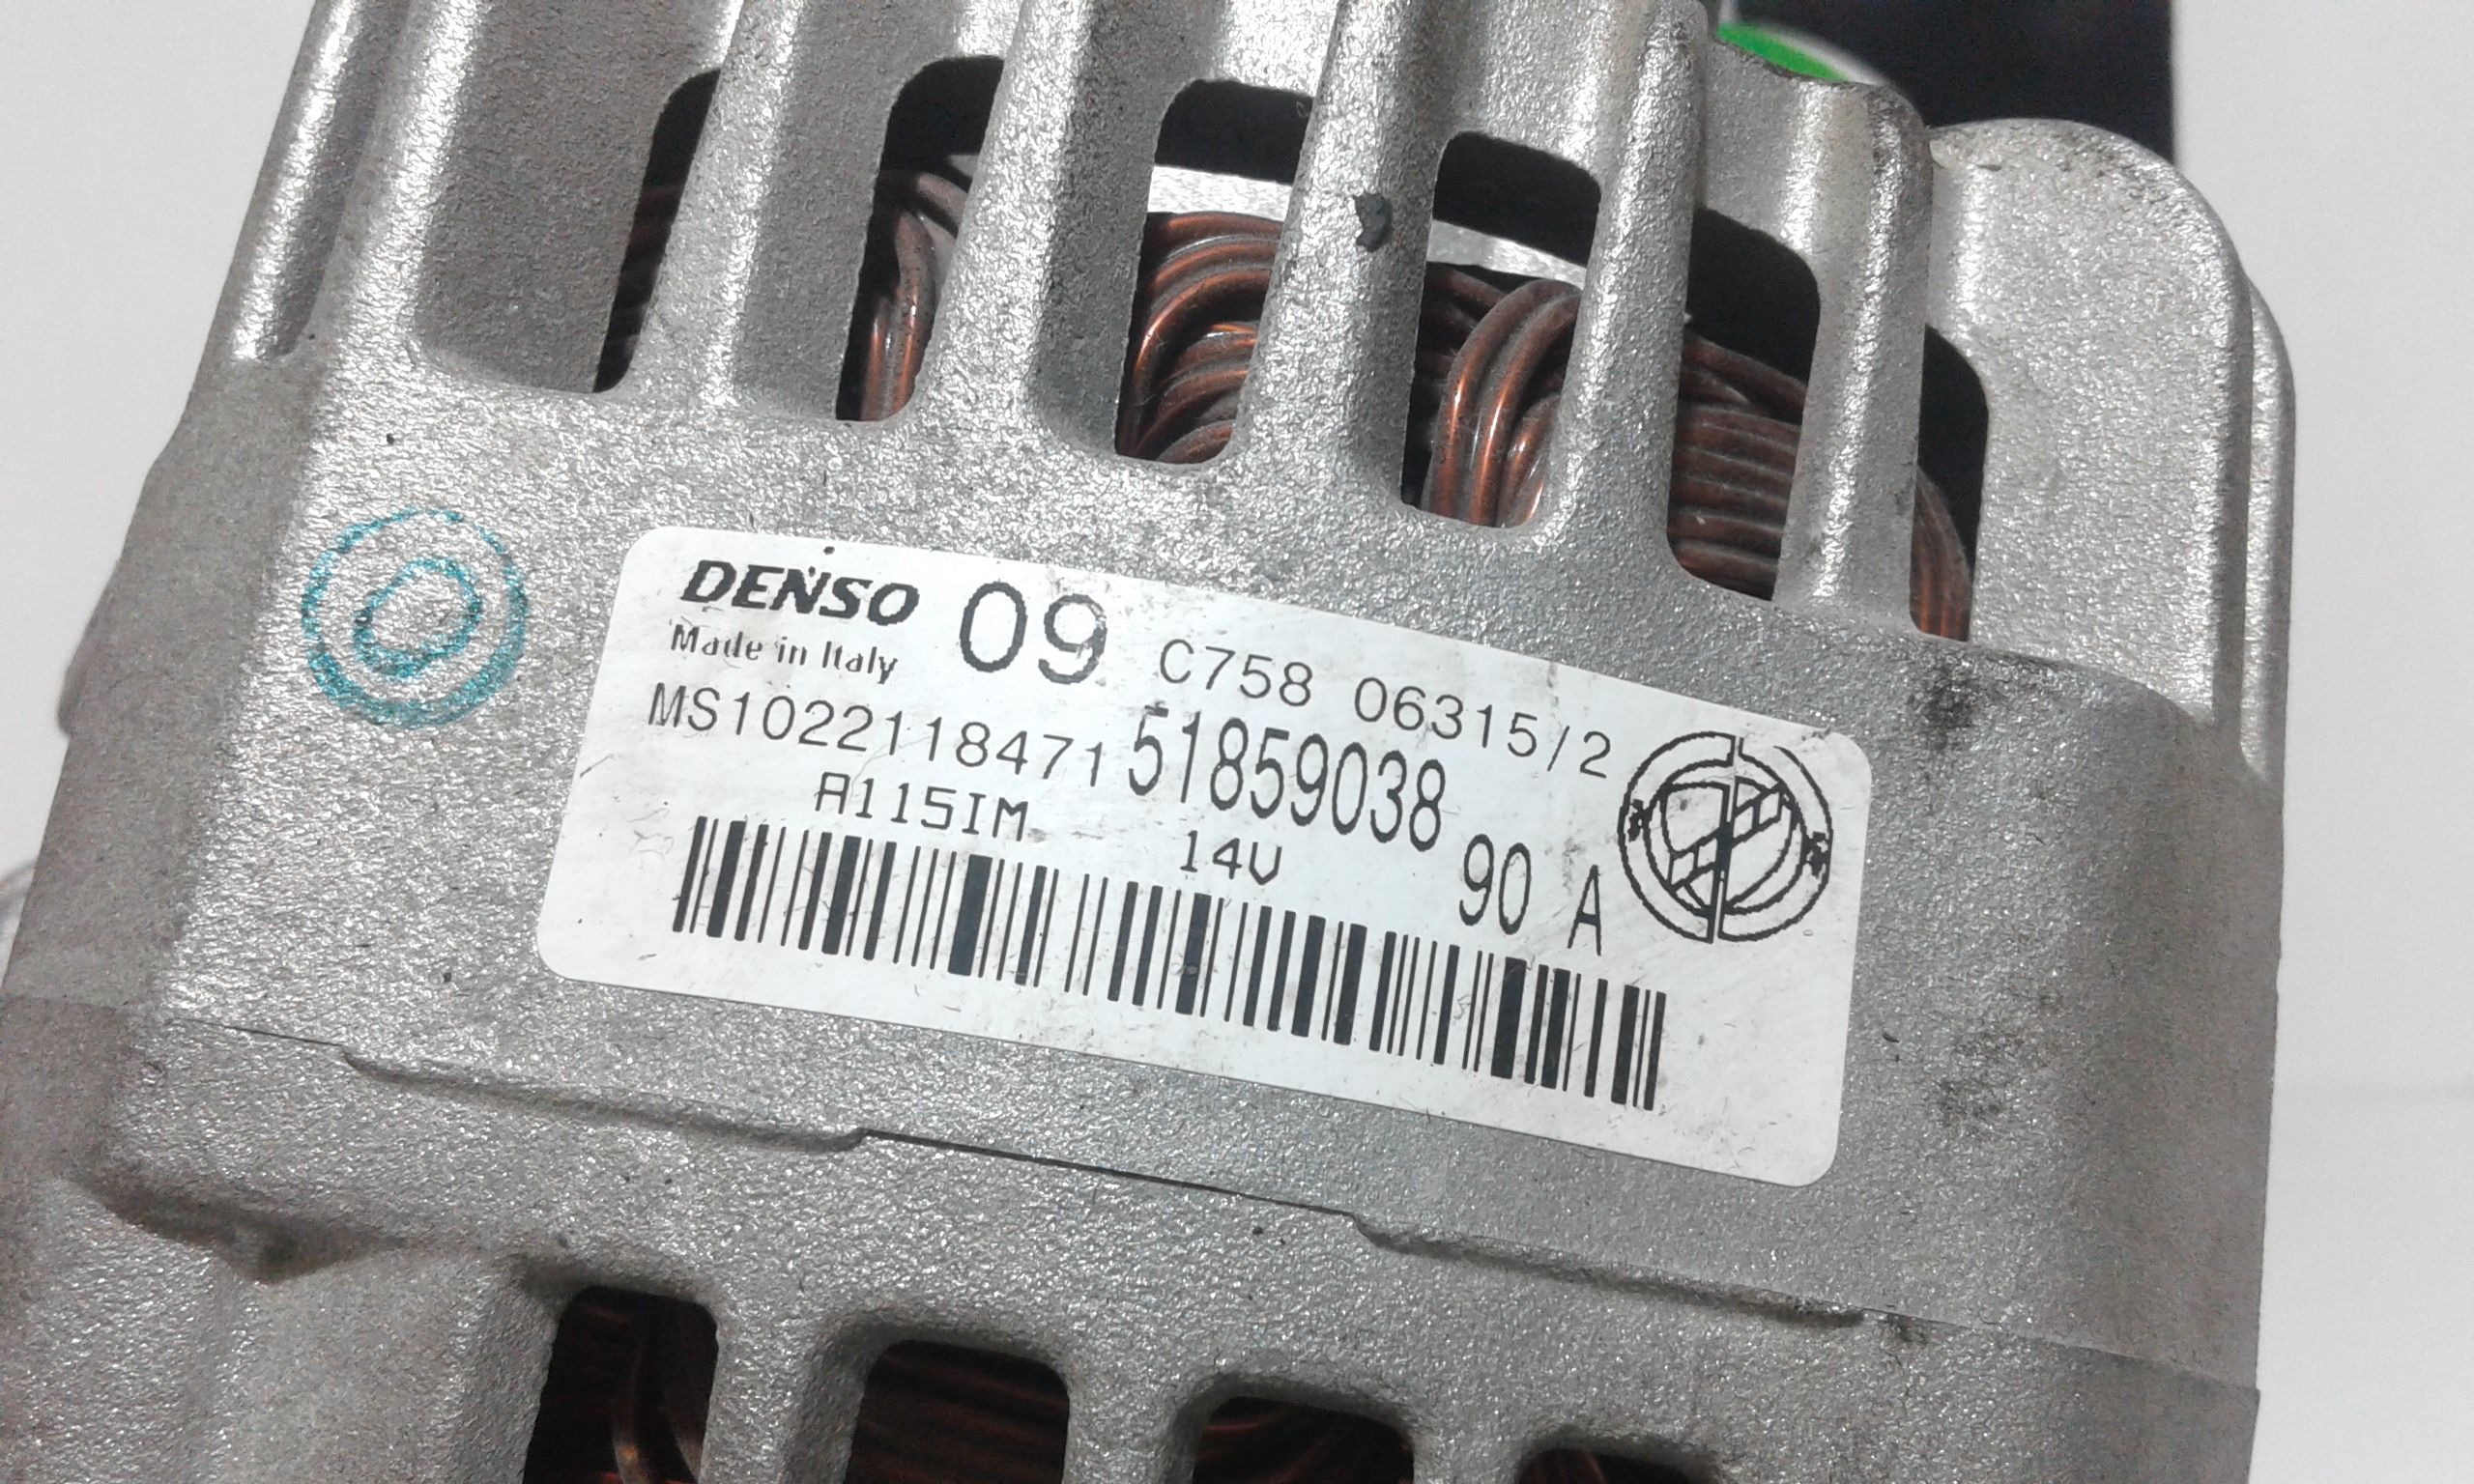 DENSO 09 C758 06315/2
Made in Italy
MS1022118471 51859038
A115IM 14V 90 A